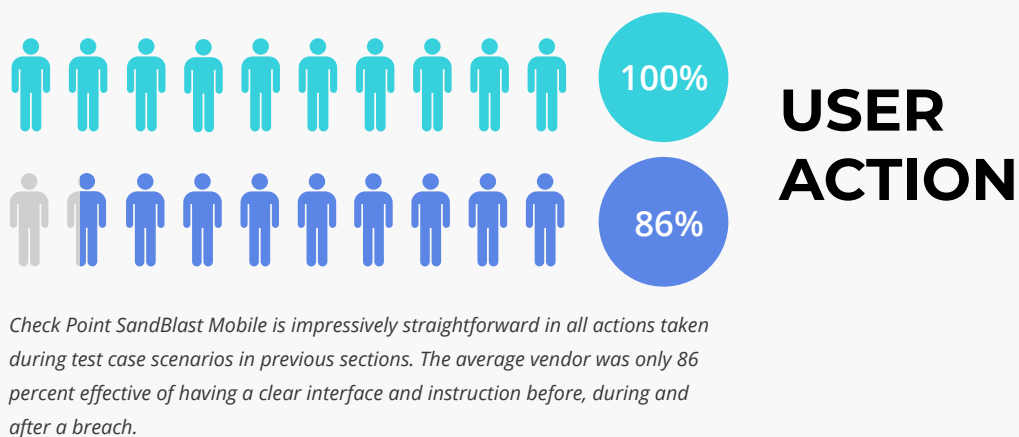 100%
USER
ACTION
86%
Check Point SandBlast Mobile is impressively straightforward in all actions taken
during test case scenarios in previous sections. The average vendor was only 86
percent effective of having a clear interface and instruction before, during and
after a breach.